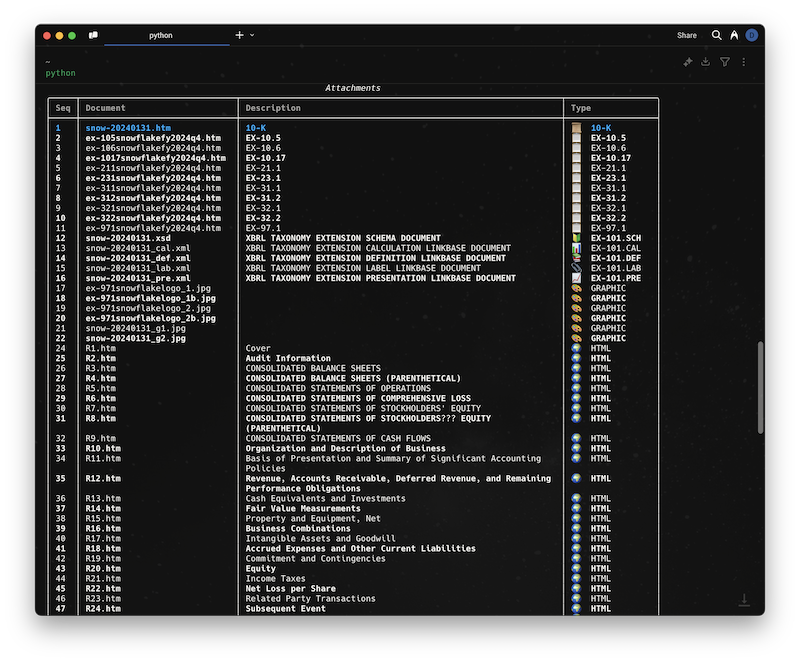 python
Share
D
~
python
Attachments
Seq Document Description Type
1 snow-20240131.htm 10-K 10-K
2 ex-105snowflakefy2024q4.htm EX-10.5 EX-10.5
3 ex-106snowflakefy2024q4.htm EX-10.6 EX-10.6
4 ex-1017snowflakefy2024q4.htm EX-10.17 EX-10.17
5 ex-211snowflakefy2024q4.htm EX-21.1 EX-21.1
6 ex-231snowflakefy2024q4.htm EX-23.1 EX-23.1
7 ex-311snowflakefy2024q4.htm EX-31.1 EX-31.1
8 ex-312snowflakefy2024q4.htm EX-31.2 EX-31.2
9 ex-321snowflakefy2024q4.htm EX-32.1 EX-32.1
10 ex-322snowflakefy2024q4.htm EX-32.2 EX-32.2
11 ex-971snowflakefy2024q4.htm EX-97.1 EX-97.1
12 snow-20240131.xsd XBRL TAXONOMY EXTENSION SCHEMA DOCUMENT EX-101.SCH
13 snow-20240131_cal.xml XBRL TAXONOMY EXTENSION CALCULATION LINKBASE DOCUMENT EX-101.CAL
14 snow-20240131_def.xml XBRL TAXONOMY EXTENSION DEFINITION LINKBASE DOCUMENT EX-101.DEF
15 snow-20240131_lab.xml XBRL TAXONOMY EXTENSION LABEL LINKBASE DOCUMENT EX-101.LAB
16 snow-20240131_pre.xml XBRL TAXONOMY EXTENSION PRESENTATION LINKBASE DOCUMENT EX-101.PRE
17 ex-971snowflakelogo_1.jpg GRAPHIC
18 ex-971snowflakelogo_1b.jpg GRAPHIC
19 ex-971snowflakelogo_2.jpg GRAPHIC
20 ex-971snowflakelogo_2b.jpg GRAPHIC
21 snow-20240131_g1.jpg GRAPHIC
22 snow-20240131_g2.jpg GRAPHIC
24 R1.htm Cover HTML
25 R2.htm Audit Information HTML
26 R3.htm CONSOLIDATED BALANCE SHEETS HTML
27 R4.htm CONSOLIDATED BALANCE SHEETS (PARENTHETICAL) HTML
28 R5.htm CONSOLIDATED STATEMENTS OF OPERATIONS HTML
29 R6.htm CONSOLIDATED STATEMENTS OF COMPREHENSIVE LOSS HTML
30 R7.htm CONSOLIDATED STATEMENTS OF STOCKHOLDERS' EQUITY HTML
31 R8.htm CONSOLIDATED STATEMENTS OF STOCKHOLDERS??? EQUITY HTML
(PARENTHETICAL)
32 R9.htm CONSOLIDATED STATEMENTS OF CASH FLOWS HTML
33 R10.htm Organization and Description of Business HTML
34 R11.htm Basis of Presentation and Summary of Significant Accounting HTML
Policies
35 R12.htm Revenue, Accounts Receivable, Deferred Revenue, and Remaining HTML
Performance Obligations
36 R13.htm Cash Equivalents and Investments HTML
37 R14.htm Fair Value Measurements HTML
38 R15.htm Property and Equipment, Net HTML
39 R16.htm Business Combinations HTML
40 R17.htm Intangible Assets and Goodwill HTML
41 R18.htm Accrued Expenses and Other Current Liabilities HTML
42 R19.htm Commitment and Contingencies HTML
43 R20.htm Equity HTML
44 R21.htm Income Taxes HTML
45 R22.htm Net Loss per Share HTML
46 R23.htm Related Party Transactions HTML
47 R24.htm Subsequent Event HTML